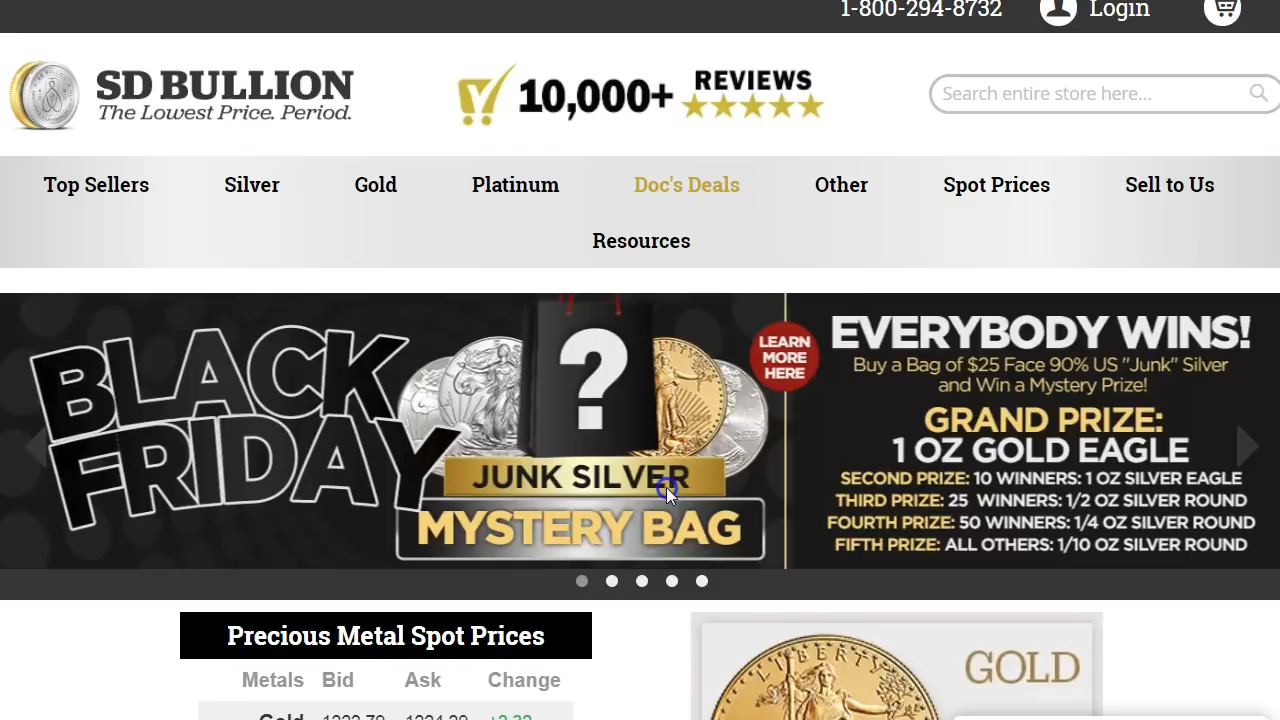 1-800-294-8732 Login
SD BULLION
The Lowest Price. Period.
10,000+ REVIEWS
Search entire store here...
Top Sellers Silver Gold Platinum Doc's Deals Other Spot Prices Sell to Us
Resources
BLACK
FRIDAY
?
JUNK SILVER
MYSTERY BAG
LEARN
MORE
HERE
EVERYBODY WINS!
Buy a Bag of $25 Face 90% US "Junk" Silver
and Win a Mystery Prize!
GRAND PRIZE:
1 OZ GOLD EAGLE
SECOND PRIZE: 10 WINNERS: 1 OZ SILVER EAGLE
THIRD PRIZE: 25 WINNERS: 1/2 OZ SILVER ROUND
FOURTH PRIZE: 50 WINNERS: 1/4 OZ SILVER ROUND
FIFTH PRIZE: ALL OTHERS: 1/10 OZ SILVER ROUND
Precious Metal Spot Prices
Metals Bid Ask Change
Gold
LIBERTY
GOLD